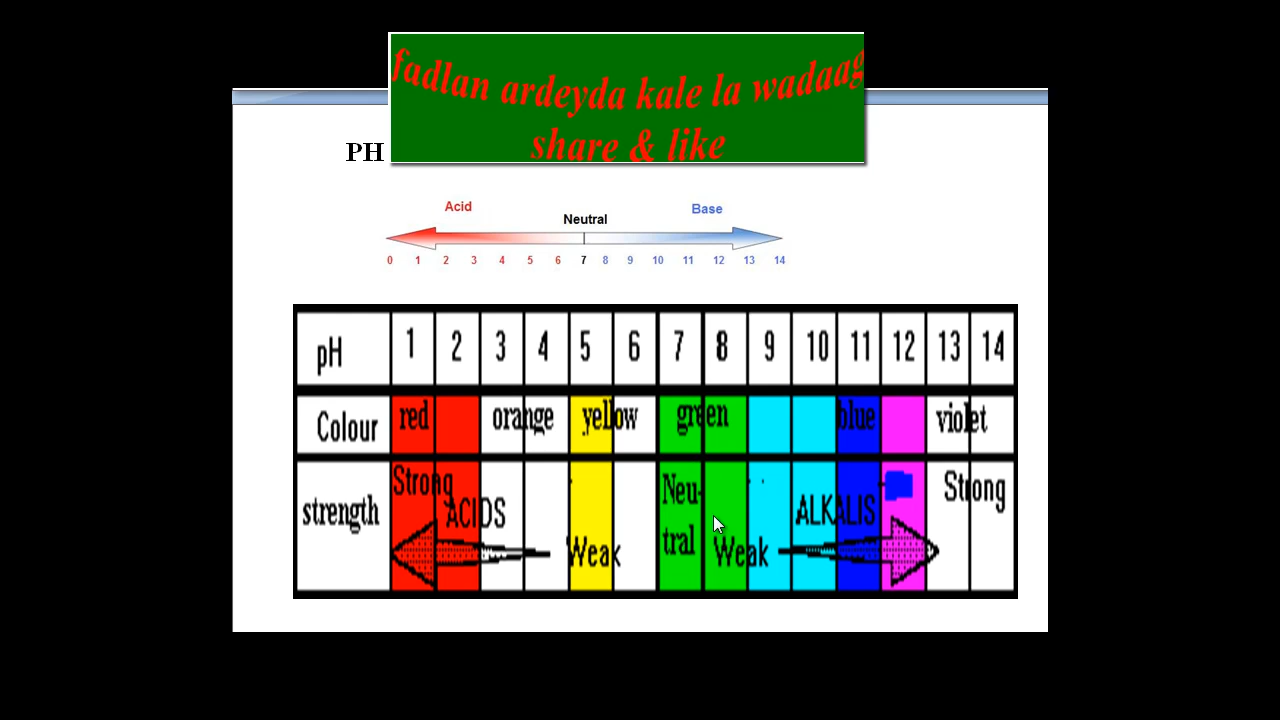 fadlan ardeyda kale la wadaag
share & like
PH
Acid
Neutral
Base
0 1 2 3 4 5 6 7 8 9 10 11 12 13 14
pH 1 2 3 4 5 6 7 8 9 10 11 12 13 14
Colour red orange yellow green blue violet
strength Strong ACIDS Weak Neu-tral Weak ALKALIS Strong